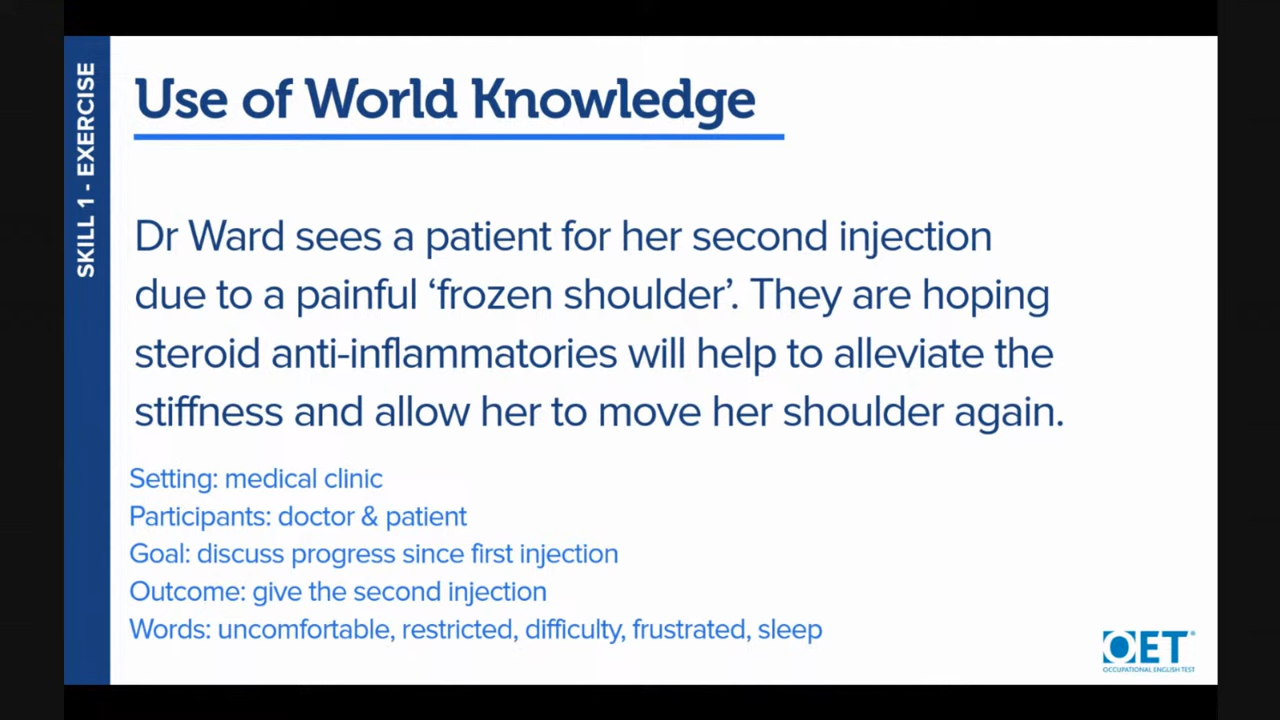 SKILL 1 - EXERCISE
Use of World Knowledge
Dr Ward sees a patient for her second injection
due to a painful ‘frozen shoulder’. They are hoping
steroid anti-inflammatories will help to alleviate the
stiffness and allow her to move her shoulder again.
Setting: medical clinic
Participants: doctor & patient
Goal: discuss progress since first injection
Outcome: give the second injection
Words: uncomfortable, restricted, difficulty, frustrated, sleep
OET®
OCCUPATIONAL ENGLISH TEST